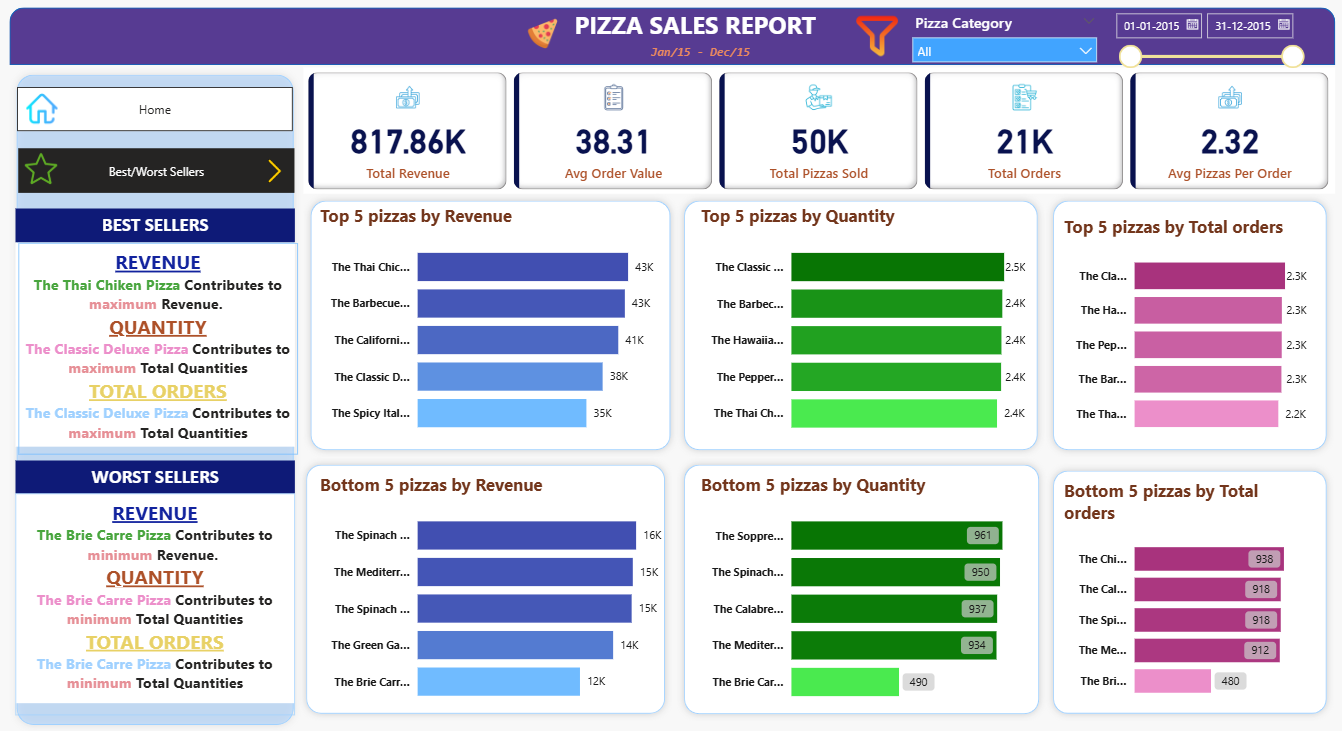 PIZZA SALES REPORT
Jan/15 - Dec/15
Pizza Category
All
01-01-2015
31-12-2015
Home
Best/Worst Sellers
BEST SELLERS
REVENUE
The Thai Chiken Pizza Contributes to
maximum Revenue.
QUANTITY
The Classic Deluxe Pizza Contributes to
maximum Total Quantities
TOTAL ORDERS
The Classic Deluxe Pizza Contributes to
maximum Total Quantities
WORST SELLERS
REVENUE
The Brie Carre Pizza Contributes to
minimum Revenue.
QUANTITY
The Brie Carre Pizza Contributes to
minimum Total Quantities
TOTAL ORDERS
The Brie Carre Pizza Contributes to
minimum Total Quantities
817.86K
Total Revenue
38.31
Avg Order Value
50K
Total Pizzas Sold
21K
Total Orders
2.32
Avg Pizzas Per Order
Top 5 pizzas by Revenue
The Thai Chic... 43K
The Barbecue... 43K
The Californi... 41K
The Classic D... 38K
The Spicy Ital... 35K
Top 5 pizzas by Quantity
The Classic ... 2.5K
The Barbec... 2.4K
The Hawaiia... 2.4K
The Pepper... 2.4K
The Thai Ch... 2.4K
Top 5 pizzas by Total orders
The Cla... 2.3K
The Ha... 2.3K
The Pep... 2.3K
The Bar... 2.3K
The Tha... 2.2K
Bottom 5 pizzas by Revenue
The Spinach ... 16K
The Mediterr... 15K
The Spinach ... 15K
The Green Ga... 14K
The Brie Carr... 12K
Bottom 5 pizzas by Quantity
The Soppre... 961
The Spinach... 950
The Calabre... 937
The Mediter... 934
The Brie Car... 490
Bottom 5 pizzas by Total
orders
The Chi... 938
The Cal... 918
The Spi... 918
The Me... 912
The Bri... 480